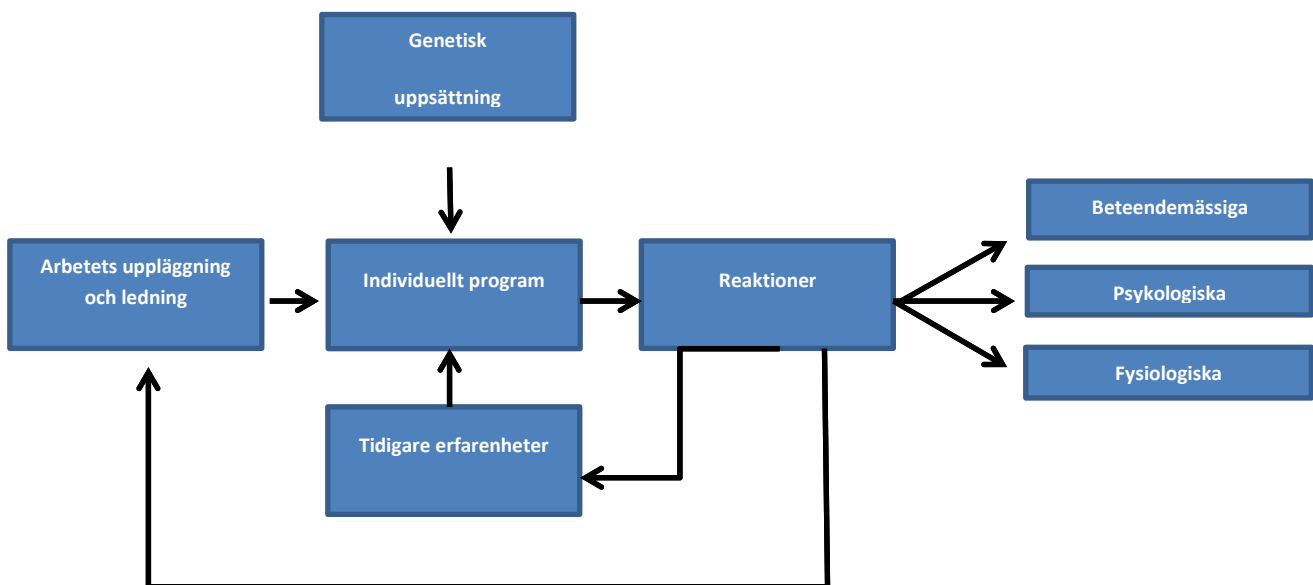 Genetisk
uppsättning
Arbetets uppläggning
och ledning
Individuellt program
Reaktioner
Beteendemässiga
Psykologiska
Fysiologiska
Tidigare erfarenheter